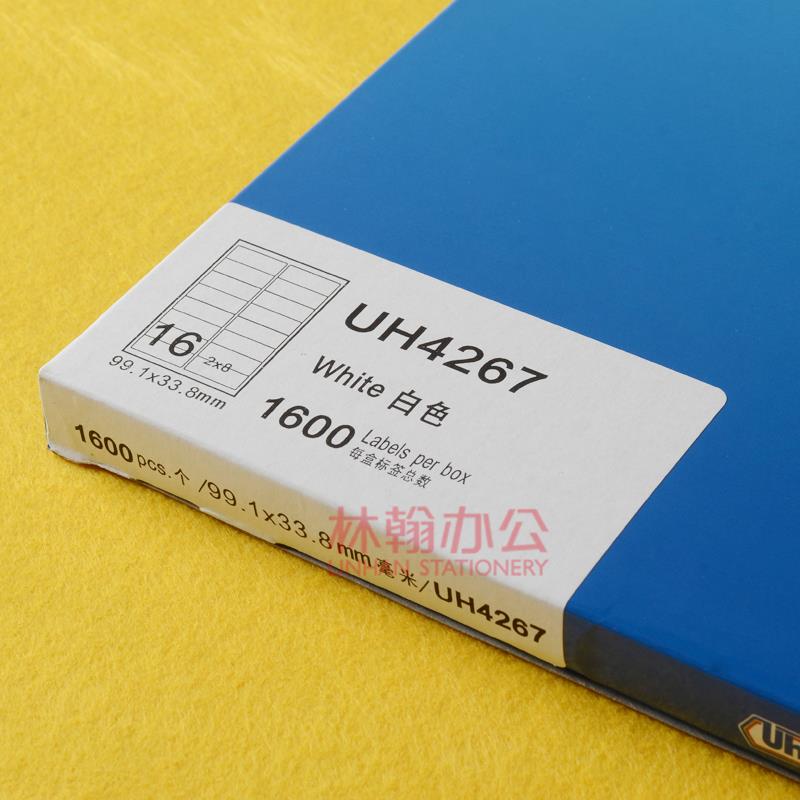 16
2x8
99.1x33.8mm
UH4267
White 白色
1600 Labels per box
每盒标签总数
1600 pcs.个 /99.1x33.8mm毫米/UH4267
林翰办公
LINHAN STATIONERY